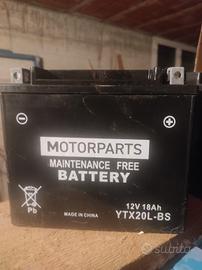 MOTORPARTS
MAINTENANCE FREE
BATTERY
12V 18Ah
Pb
MADE IN CHINA
YTX20L-BS
subito